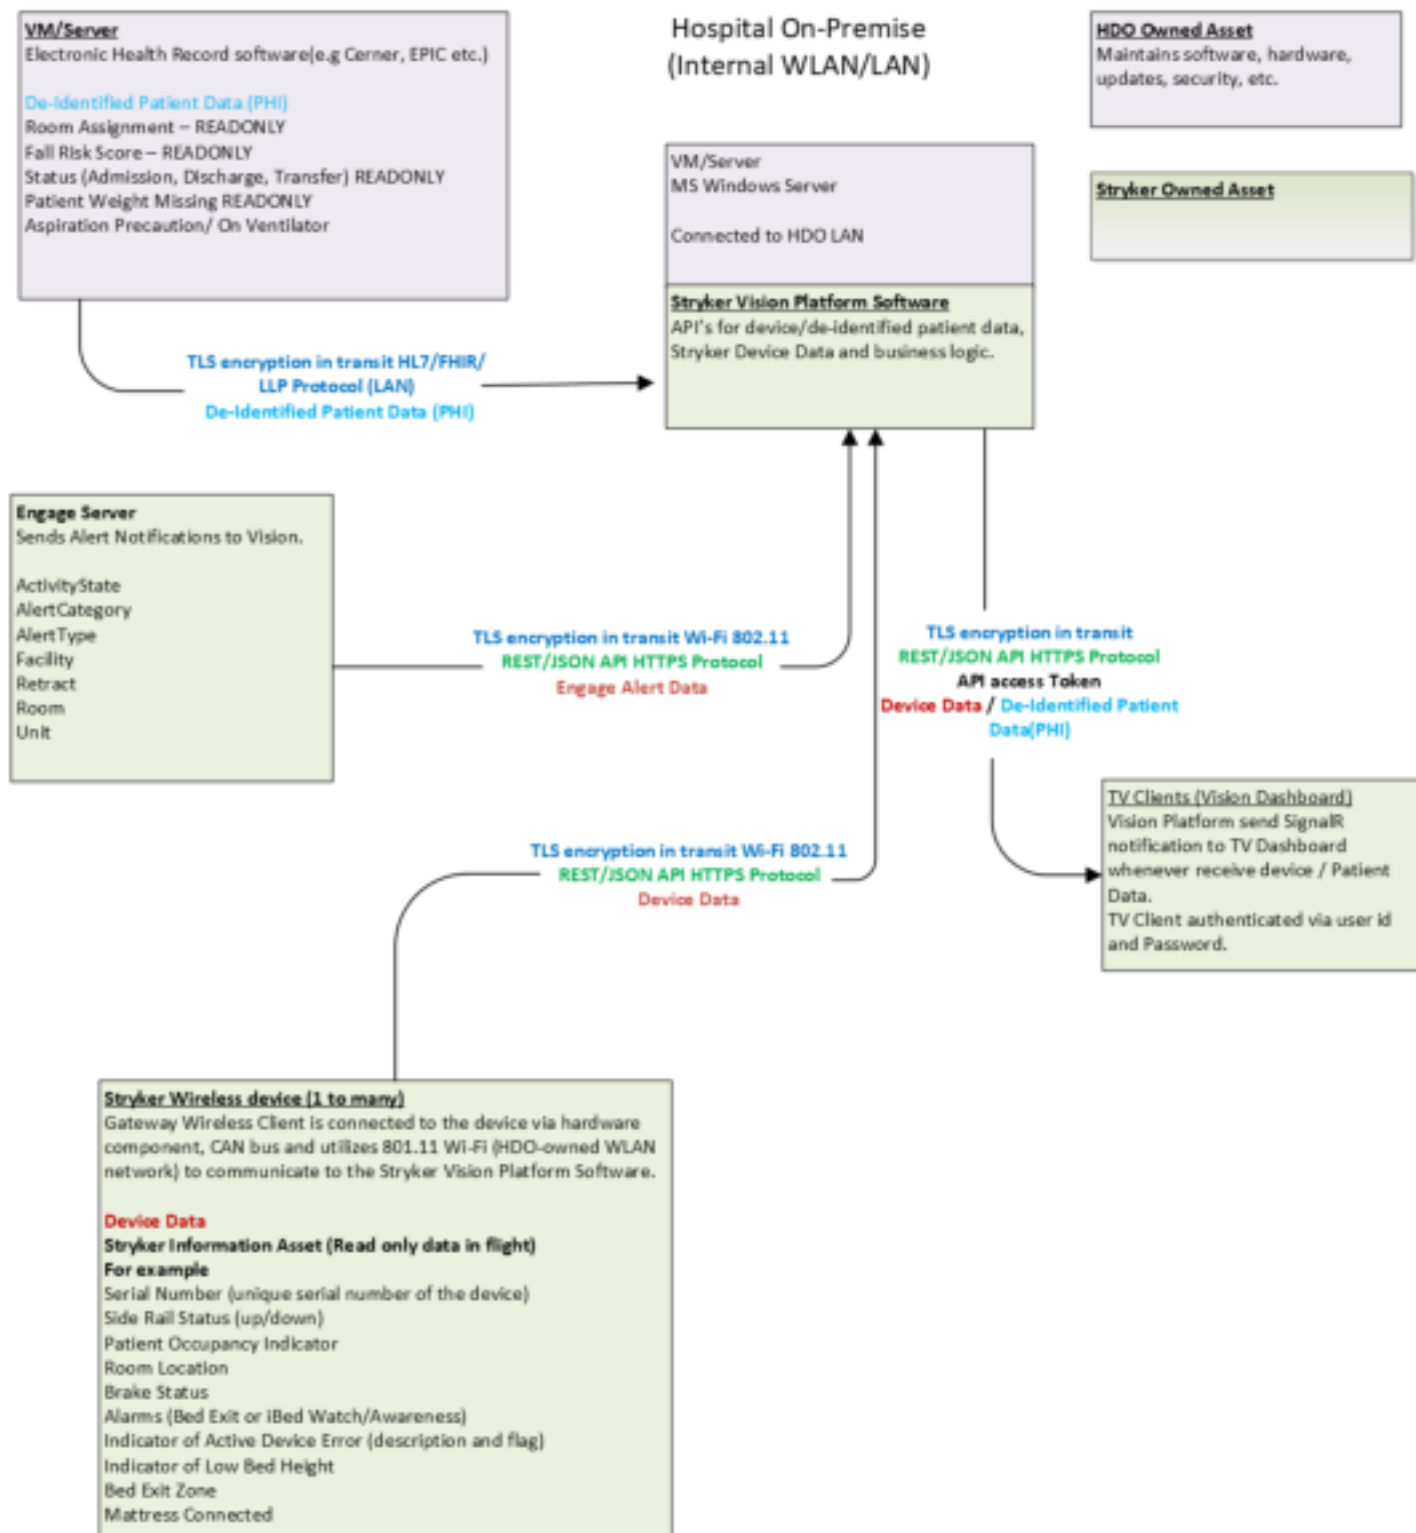 VM/Server
Electronic Health Record software(e.g Cerner, EPIC etc.)
De-Identified Patient Data (PHI)
Room Assignment – READONLY
Fall Risk Score – READONLY
Status (Admission, Discharge, Transfer) READONLY
Patient Weight Missing READONLY
Aspiration Precaution/ On Ventilator
Hospital On-Premise
(Internal WLAN/LAN)
HDO Owned Asset
Maintains software, hardware,
updates, security, etc.
Stryker Owned Asset
VM/Server
MS Windows Server
Connected to HDO LAN
Stryker Vision Platform Software
API's for device/de-identified patient data,
Stryker Device Data and business logic.
TLS encryption in transit HL7/FHIR/
LLP Protocol (LAN)
De-Identified Patient Data (PHI)
Engage Server
Sends Alert Notifications to Vision.
ActivityState
AlertCategory
AlertType
Facility
Retract
Room
Unit
TLS encryption in transit Wi-Fi 802.11
REST/JSON API HTTPS Protocol
Engage Alert Data
TLS encryption in transit
REST/JSON API HTTPS Protocol
API access Token
Device Data / De-Identified Patient
Data(PHI)
TLS encryption in transit Wi-Fi 802.11
REST/JSON API HTTPS Protocol
Device Data
TV Clients (Vision Dashboard)
Vision Platform send SignalR
notification to TV Dashboard
whenever receive device / Patient
Data.
TV Client authenticated via user id
and Password.
Stryker Wireless device (1 to many)
Gateway Wireless Client is connected to the device via hardware
component, CAN bus and utilizes 801.11 Wi-Fi (HDO-owned WLAN
network) to communicate to the Stryker Vision Platform Software.
Device Data
Stryker Information Asset (Read only data in flight)
For example
Serial Number (unique serial number of the device)
Side Rail Status (up/down)
Patient Occupancy Indicator
Room Location
Brake Status
Alarms (Bed Exit or iBed Watch/Awareness)
Indicator of Active Device Error (description and flag)
Indicator of Low Bed Height
Bed Exit Zone
Mattress Connected